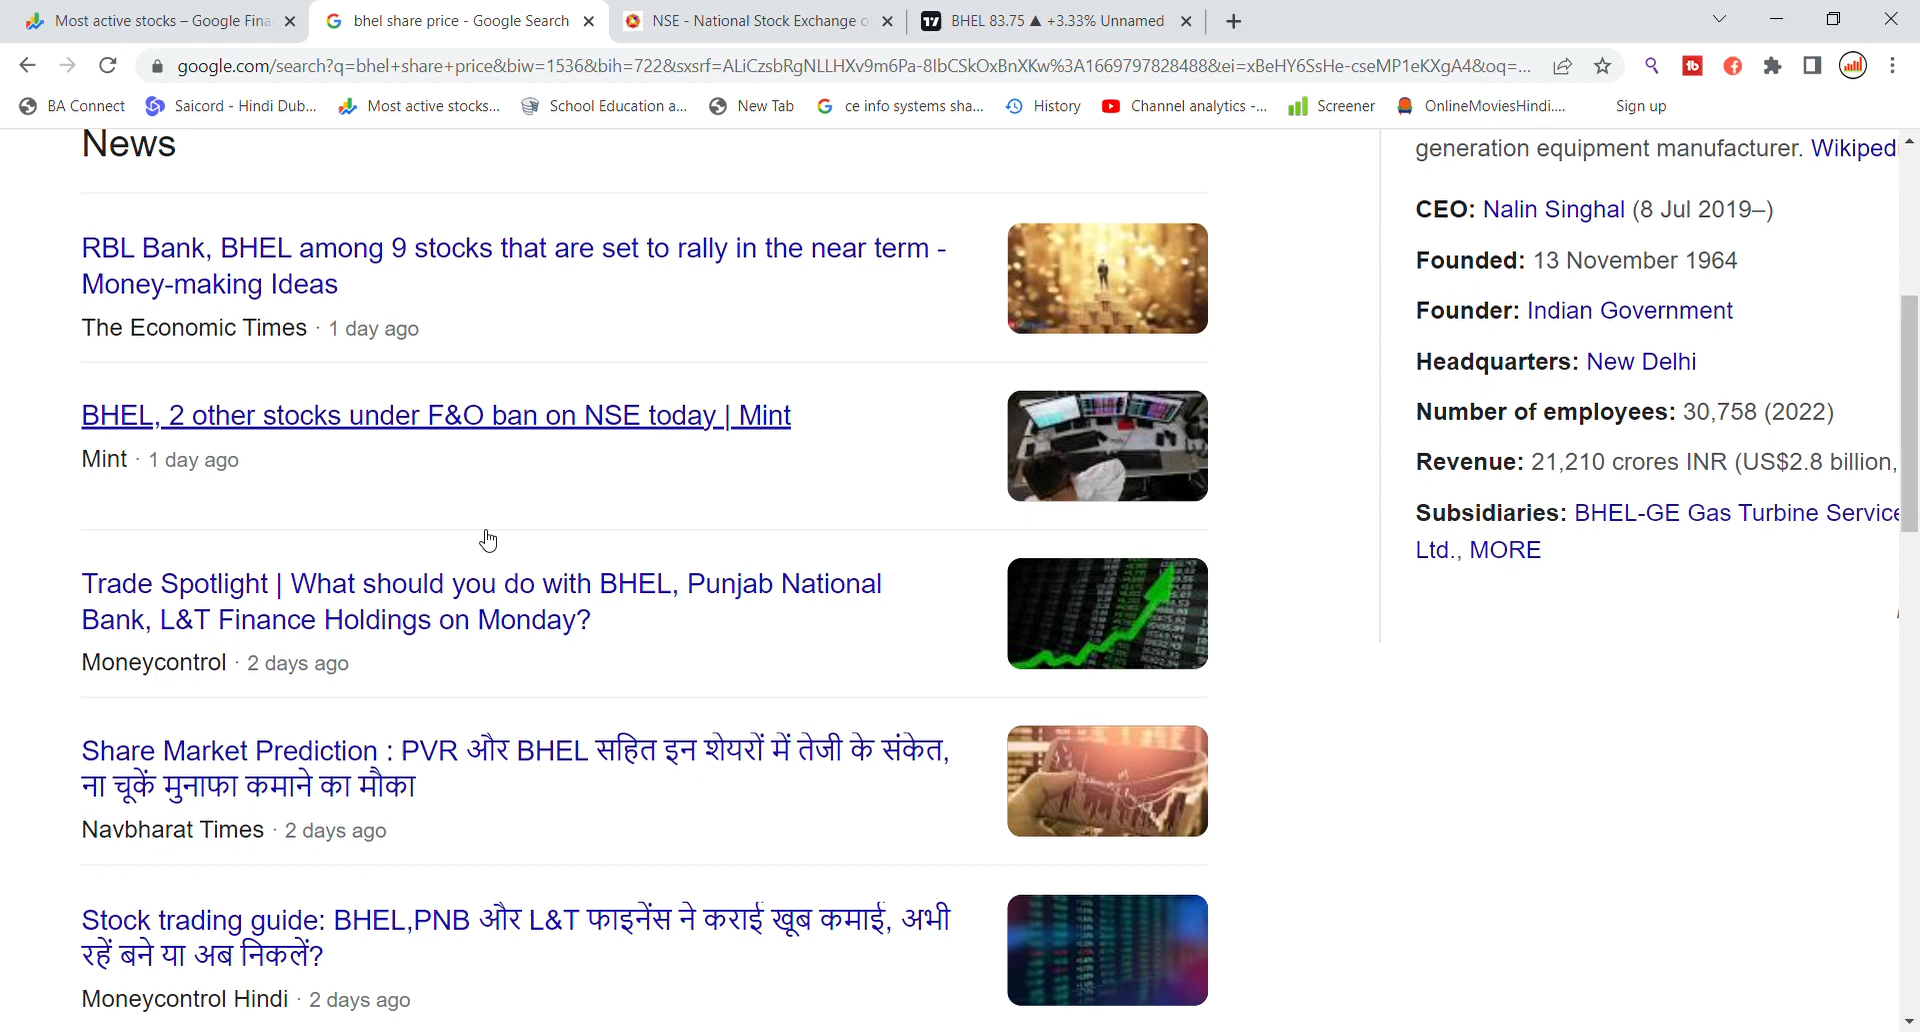 Most active stocks – Google Fina
bhel share price - Google Search
NSE - National Stock Exchange o
BHEL 83.75 ▲ +3.33% Unnamed
google.com/search?q=bhel+share+price&biw=1536&bih=722&sxsrf=ALiCzsbRgNLLHXv9m6Pa-8IbCSkOxBnXKw%3A1669797828488&ei=xBeHY6SsHe-cseMP1eKXgA4&oq=...
BA Connect
Saicord - Hindi Dub...
Most active stocks...
School Education a...
New Tab
ce info systems sha...
History
Channel analytics -...
Screener
OnlineMoviesHindi....
Sign up
News
RBL Bank, BHEL among 9 stocks that are set to rally in the near term -
Money-making Ideas
The Economic Times · 1 day ago
BHEL, 2 other stocks under F&O ban on NSE today | Mint
Mint · 1 day ago
Trade Spotlight | What should you do with BHEL, Punjab National
Bank, L&T Finance Holdings on Monday?
Moneycontrol · 2 days ago
Share Market Prediction : PVR और BHEL सहित इन शेयरों में तेजी के संकेत,
ना चूकें मुनाफा कमाने का मौका
Navbharat Times · 2 days ago
Stock trading guide: BHEL,PNB और L&T फाइनेंस ने कराई खूब कमाई, अभी
रहें बने या अब निकलें?
Moneycontrol Hindi · 2 days ago
generation equipment manufacturer. Wikiped
CEO: Nalin Singhal (8 Jul 2019–)
Founded: 13 November 1964
Founder: Indian Government
Headquarters: New Delhi
Number of employees: 30,758 (2022)
Revenue: 21,210 crores INR (US$2.8 billion,
Subsidiaries: BHEL-GE Gas Turbine Service
Ltd., MORE